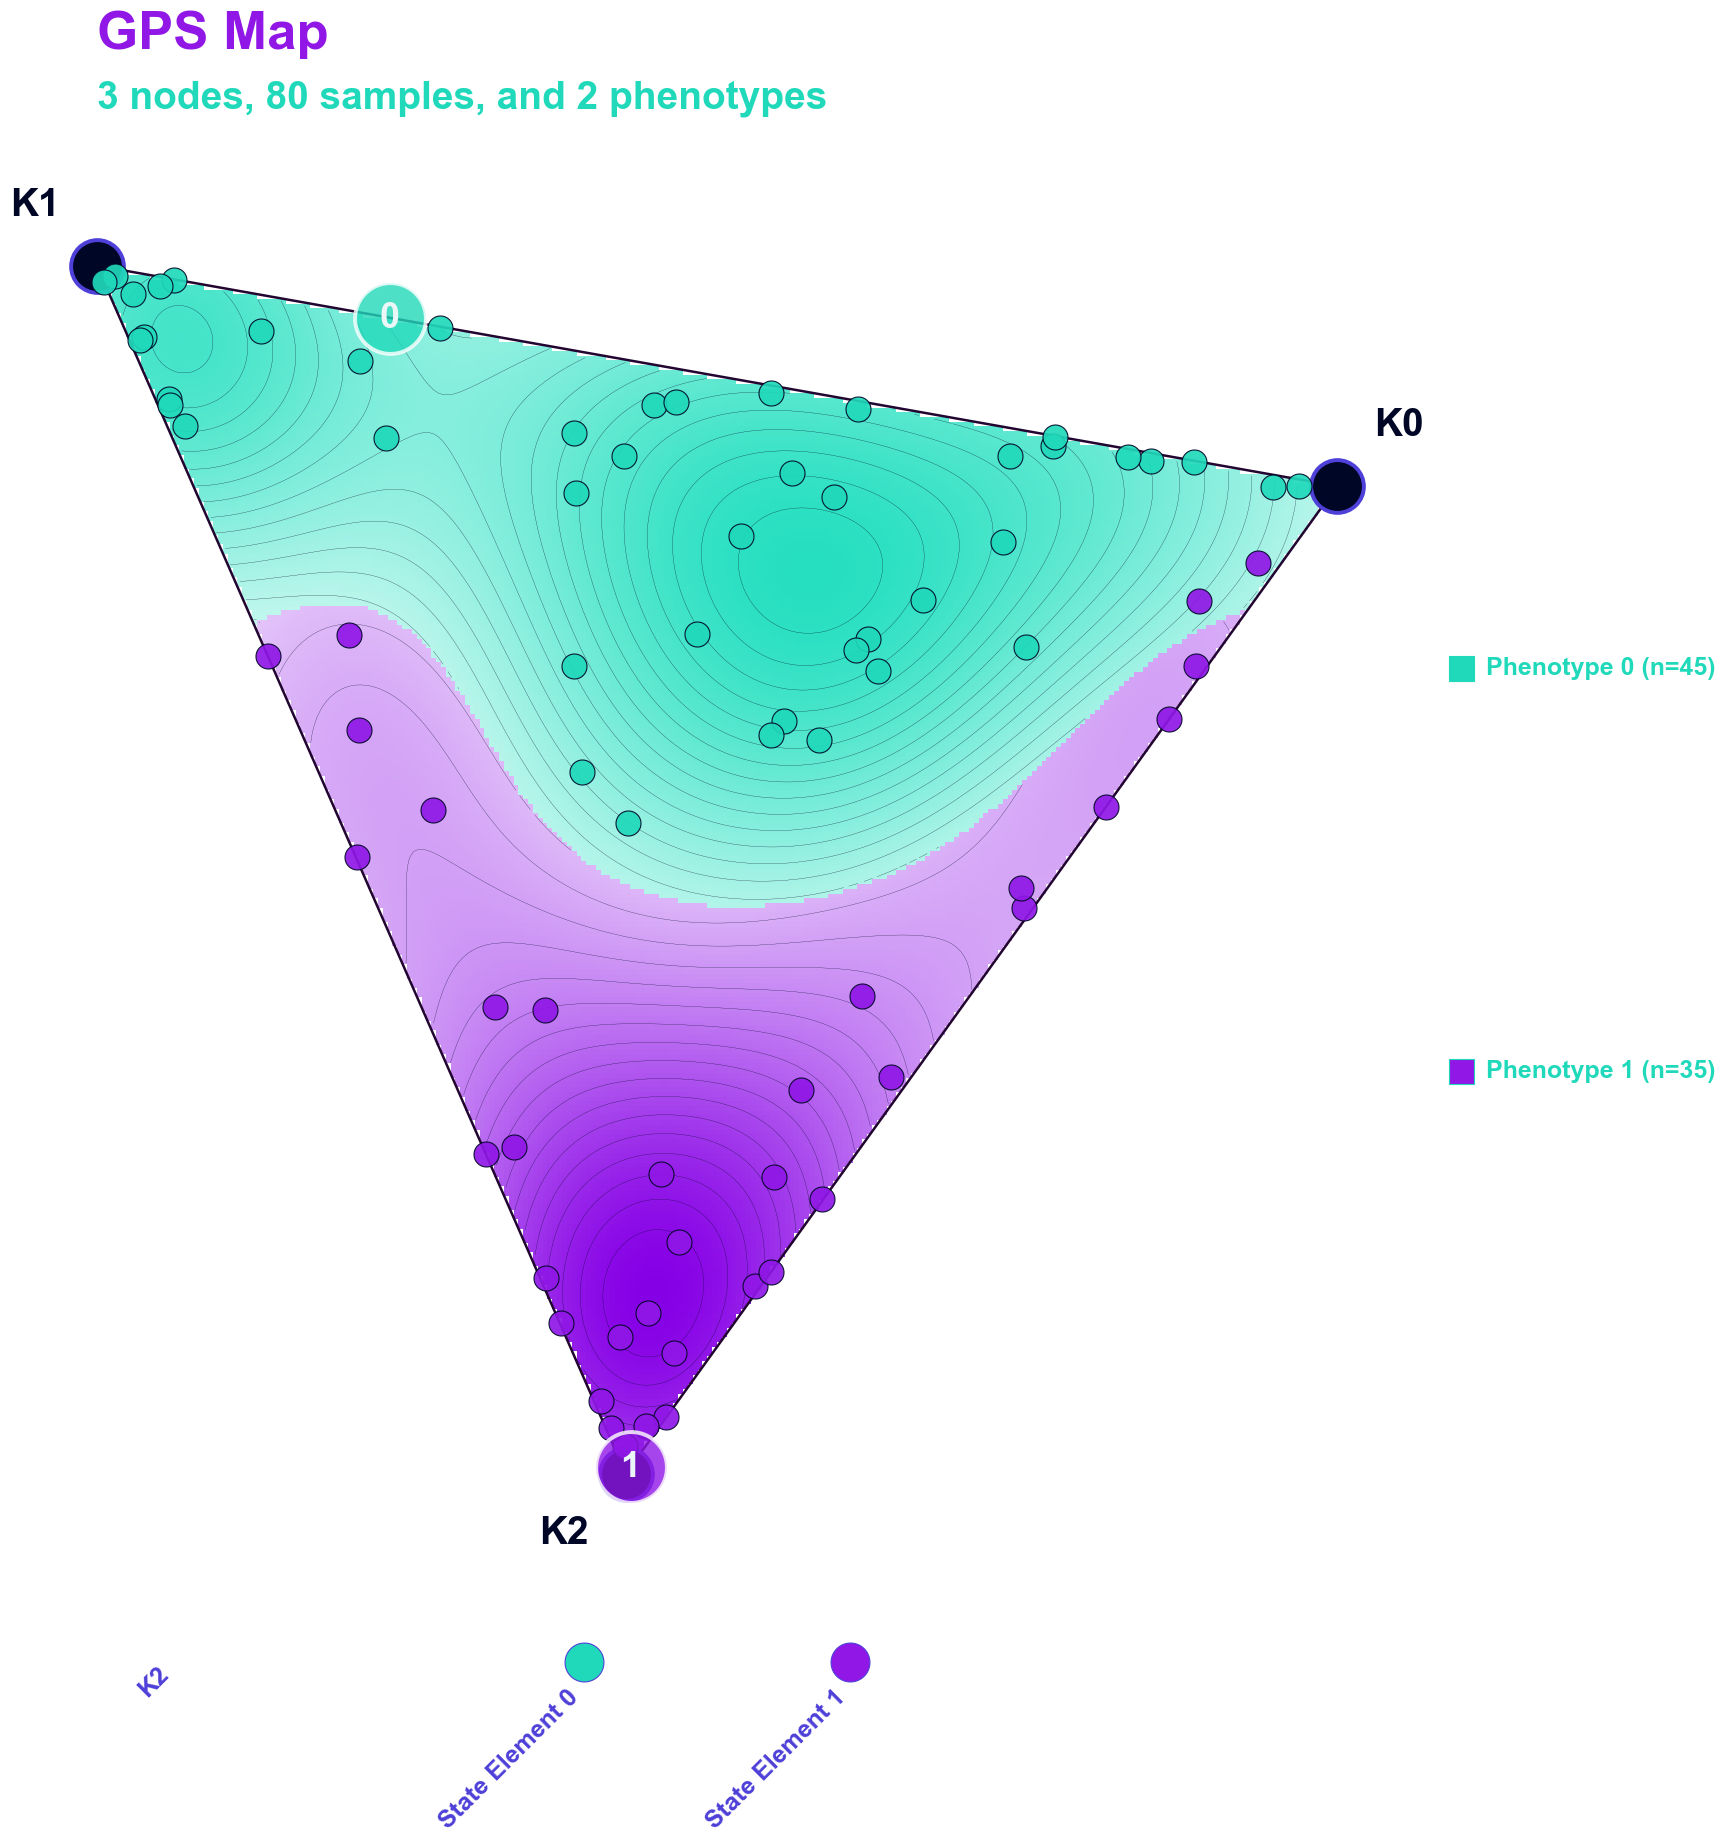 GPS Map
3 nodes, 80 samples, and 2 phenotypes
K1
0
K0
Phenotype 0 (n=45)
Phenotype 1 (n=35)
1
K2
K2
State Element 0
State Element 1